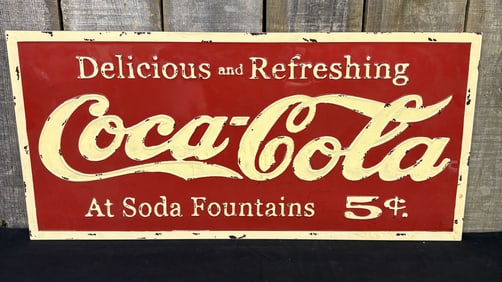 Delicious and Refreshing
Coca-Cola
At Soda Fountains 5¢.